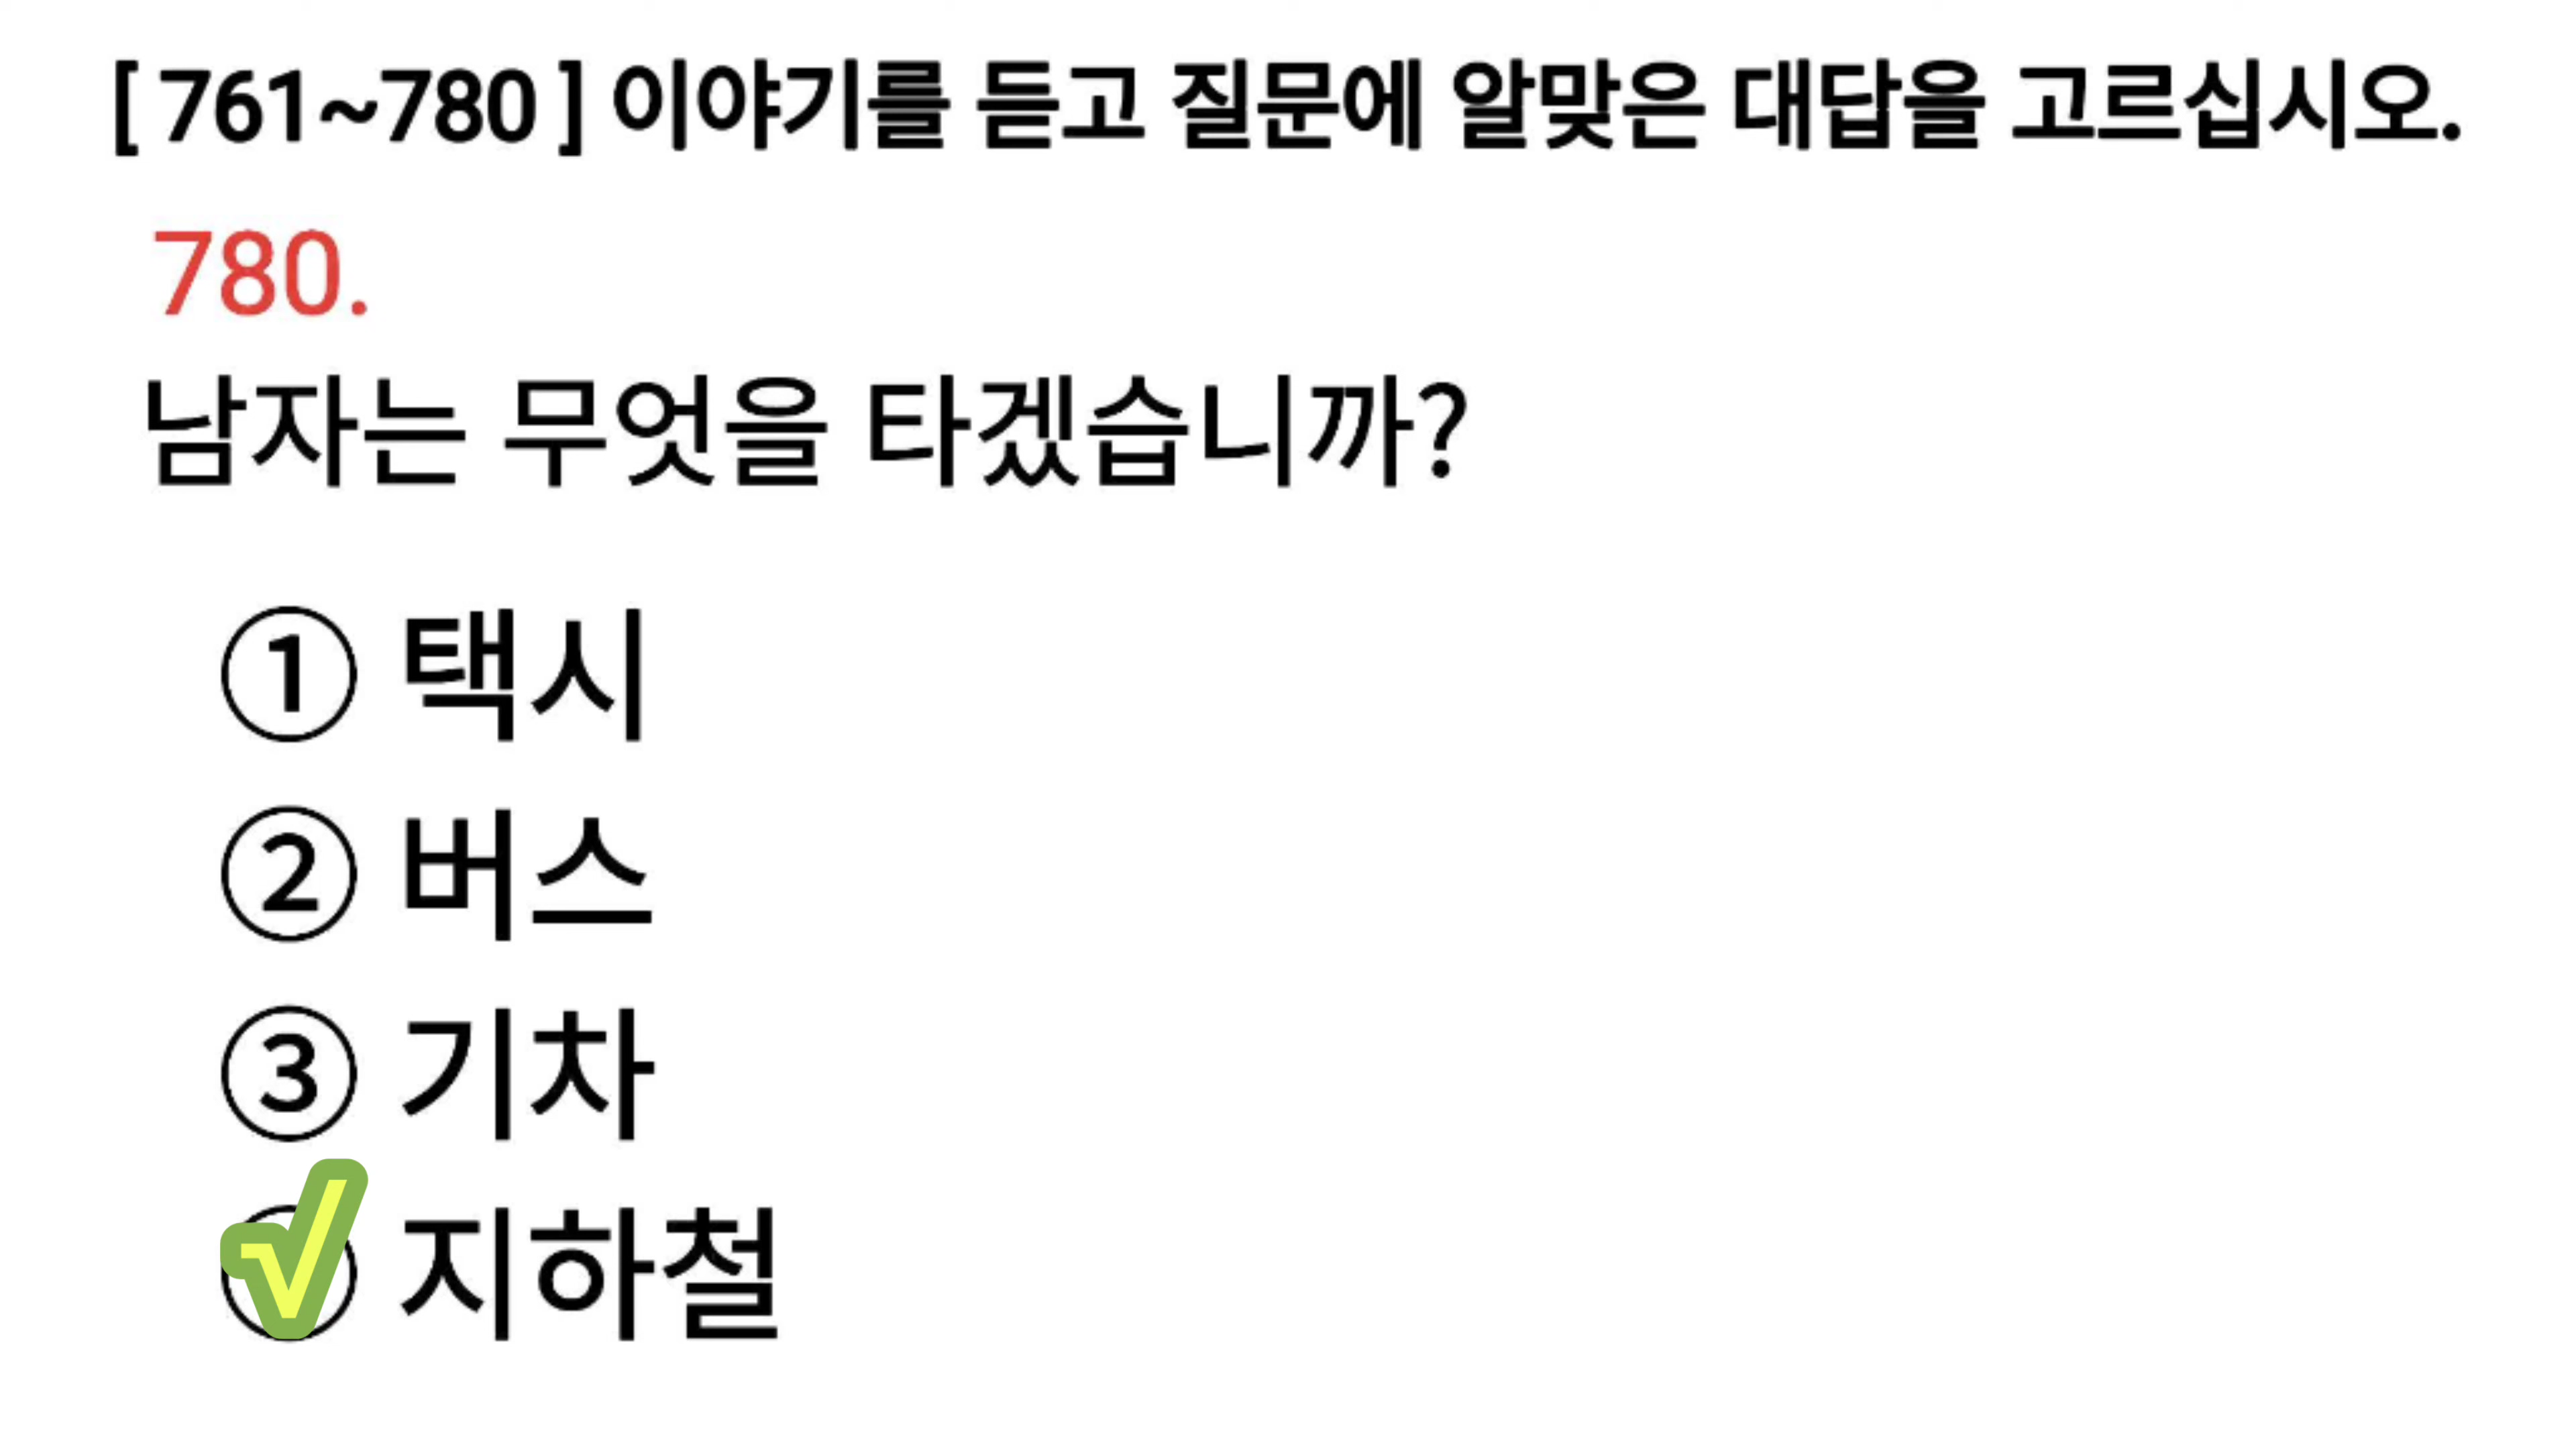 [ 761~780 ] 이야기를 듣고 질문에 알맞은 대답을 고르십시오.
780.
남자는 무엇을 타겠습니까?
① 택시
② 버스
③ 기차
지하철